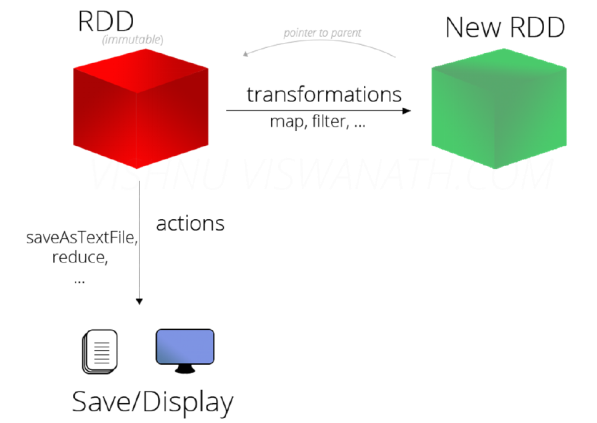 RDD
(immutable)
New RDD
pointer to parent
transformations
map, filter, ...
VISHNU VISWANATH.COM
actions
saveAsTextFile,
reduce,
...
Save/Display